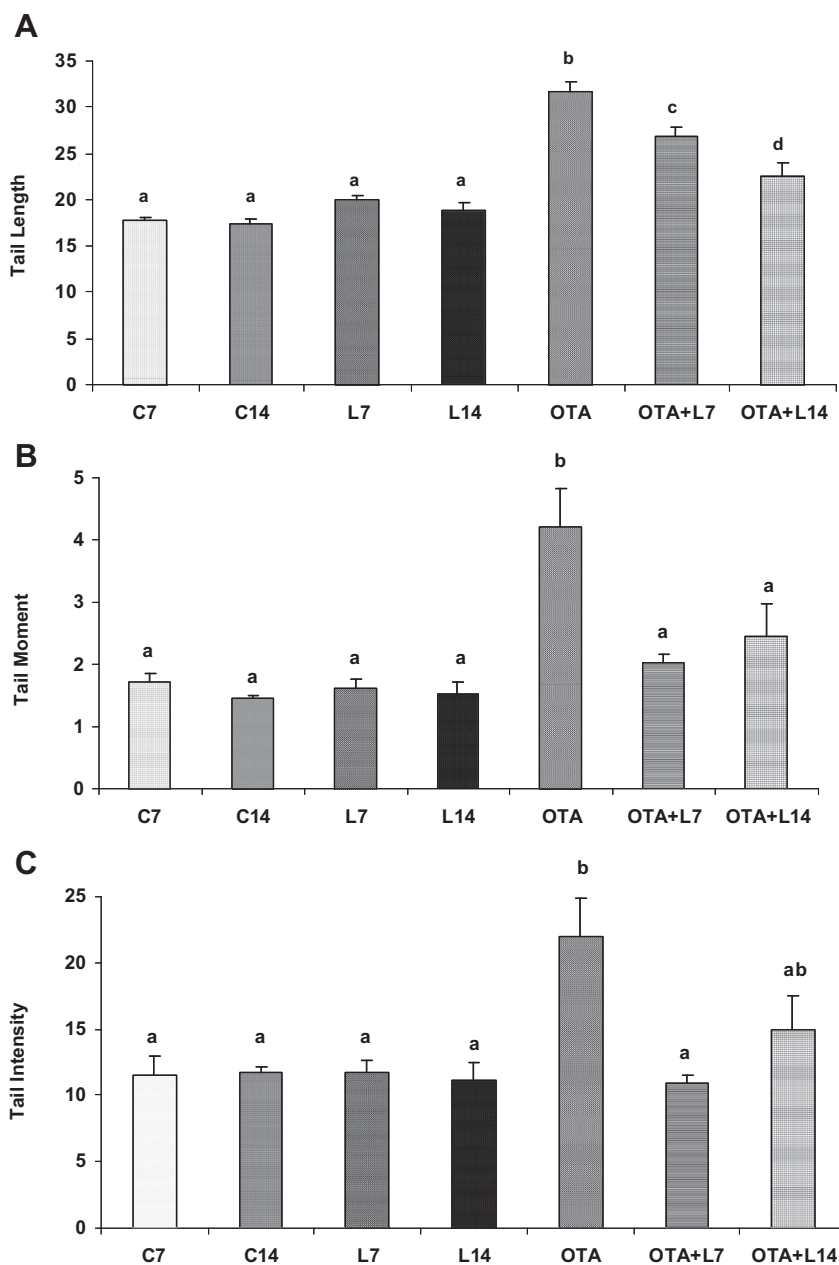 A
35
30
25
20
15
10
5
0
Tail Length
a
a
a
a
b
c
d
C7 C14 L7 L14 OTA OTA+L7 OTA+L14
B
5
4
3
2
1
0
Tail Moment
a
a
a
a
b
a
a
C7 C14 L7 L14 OTA OTA+L7 OTA+L14
C
25
20
15
10
5
0
Tail Intensity
a
a
a
a
b
a
ab
C7 C14 L7 L14 OTA OTA+L7 OTA+L14